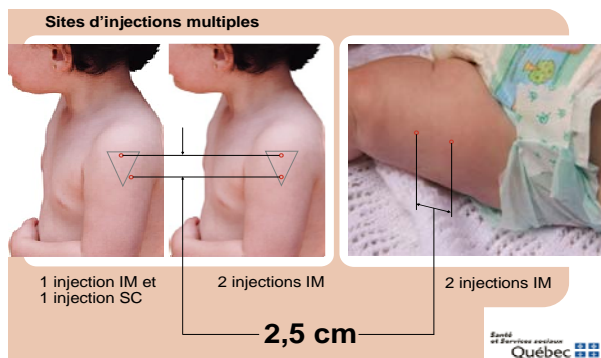 Sites d'injections multiples
1 injection IM et
1 injection SC
2 injections IM
2 injections IM
2,5 cm
Santé
et Services sociaux
Québec